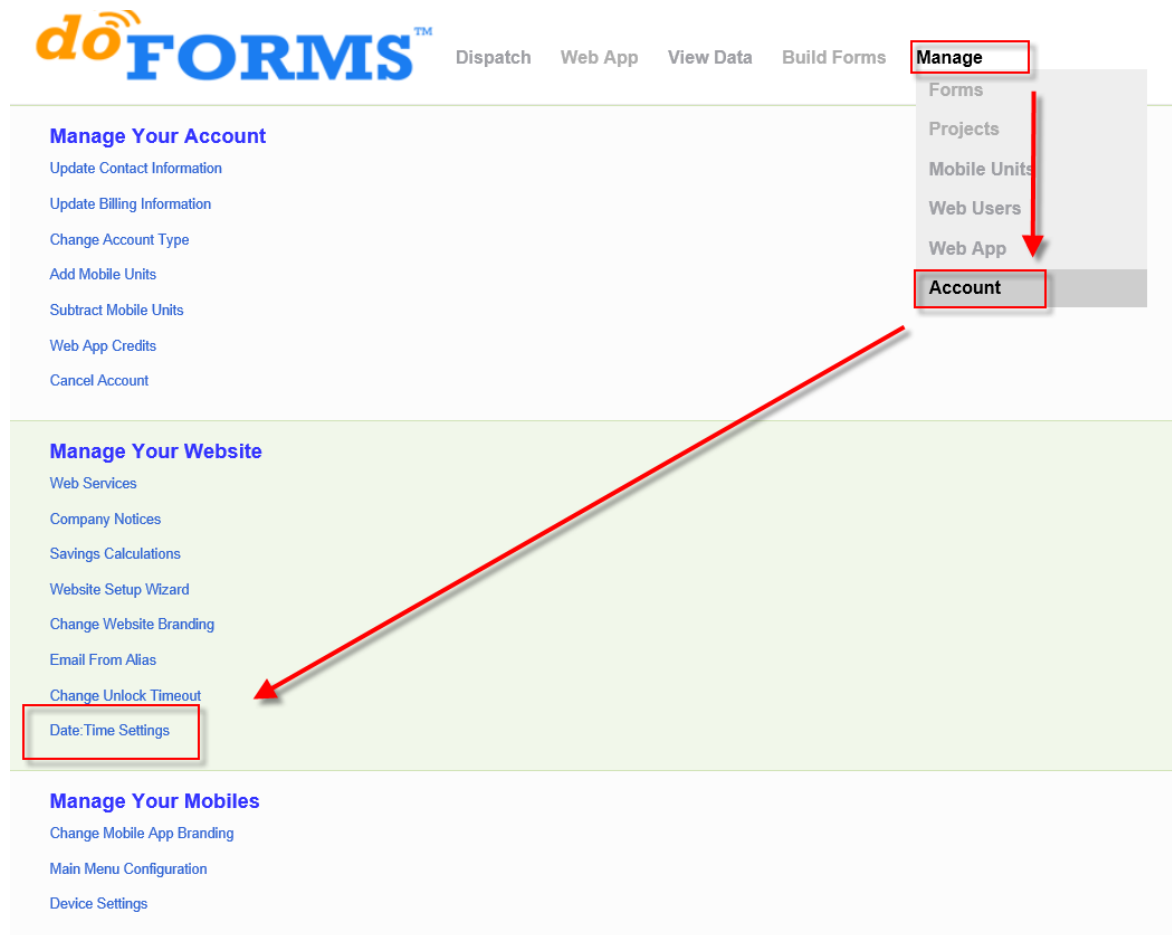 doFORMS™
Dispatch Web App View Data Build Forms Manage
Forms
Projects
Mobile Units
Web Users
Web App
Account
Manage Your Account
Update Contact Information
Update Billing Information
Change Account Type
Add Mobile Units
Subtract Mobile Units
Web App Credits
Cancel Account
Manage Your Website
Web Services
Company Notices
Savings Calculations
Website Setup Wizard
Change Website Branding
Email From Alias
Change Unlock Timeout
Date:Time Settings
Manage Your Mobiles
Change Mobile App Branding
Main Menu Configuration
Device Settings